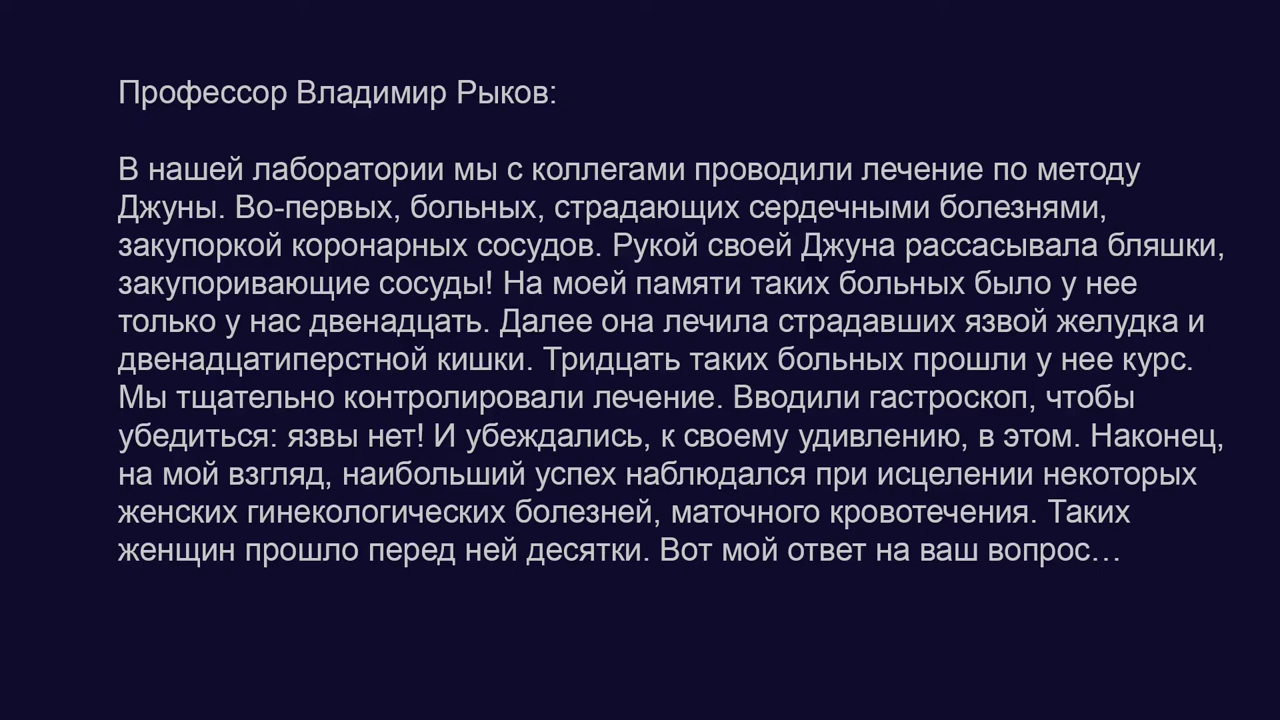 Профессор Владимир Рыков:
В нашей лаборатории мы с коллегами проводили лечение по методу
Джуны. Во-первых, больных, страдающих сердечными болезнями,
закупоркой коронарных сосудов. Рукой своей Джуна рассасывала бляшки,
закупоривающие сосуды! На моей памяти таких больных было у нее
только у нас двенадцать. Далее она лечила страдавших язвой желудка и
двенадцатиперстной кишки. Тридцать таких больных прошли у нее курс.
Мы тщательно контролировали лечение. Вводили гастроскоп, чтобы
убедиться: язвы нет! И убеждались, к своему удивлению, в этом. Наконец,
на мой взгляд, наибольший успех наблюдался при исцелении некоторых
женских гинекологических болезней, маточного кровотечения. Таких
женщин прошло перед ней десятки. Вот мой ответ на ваш вопрос…